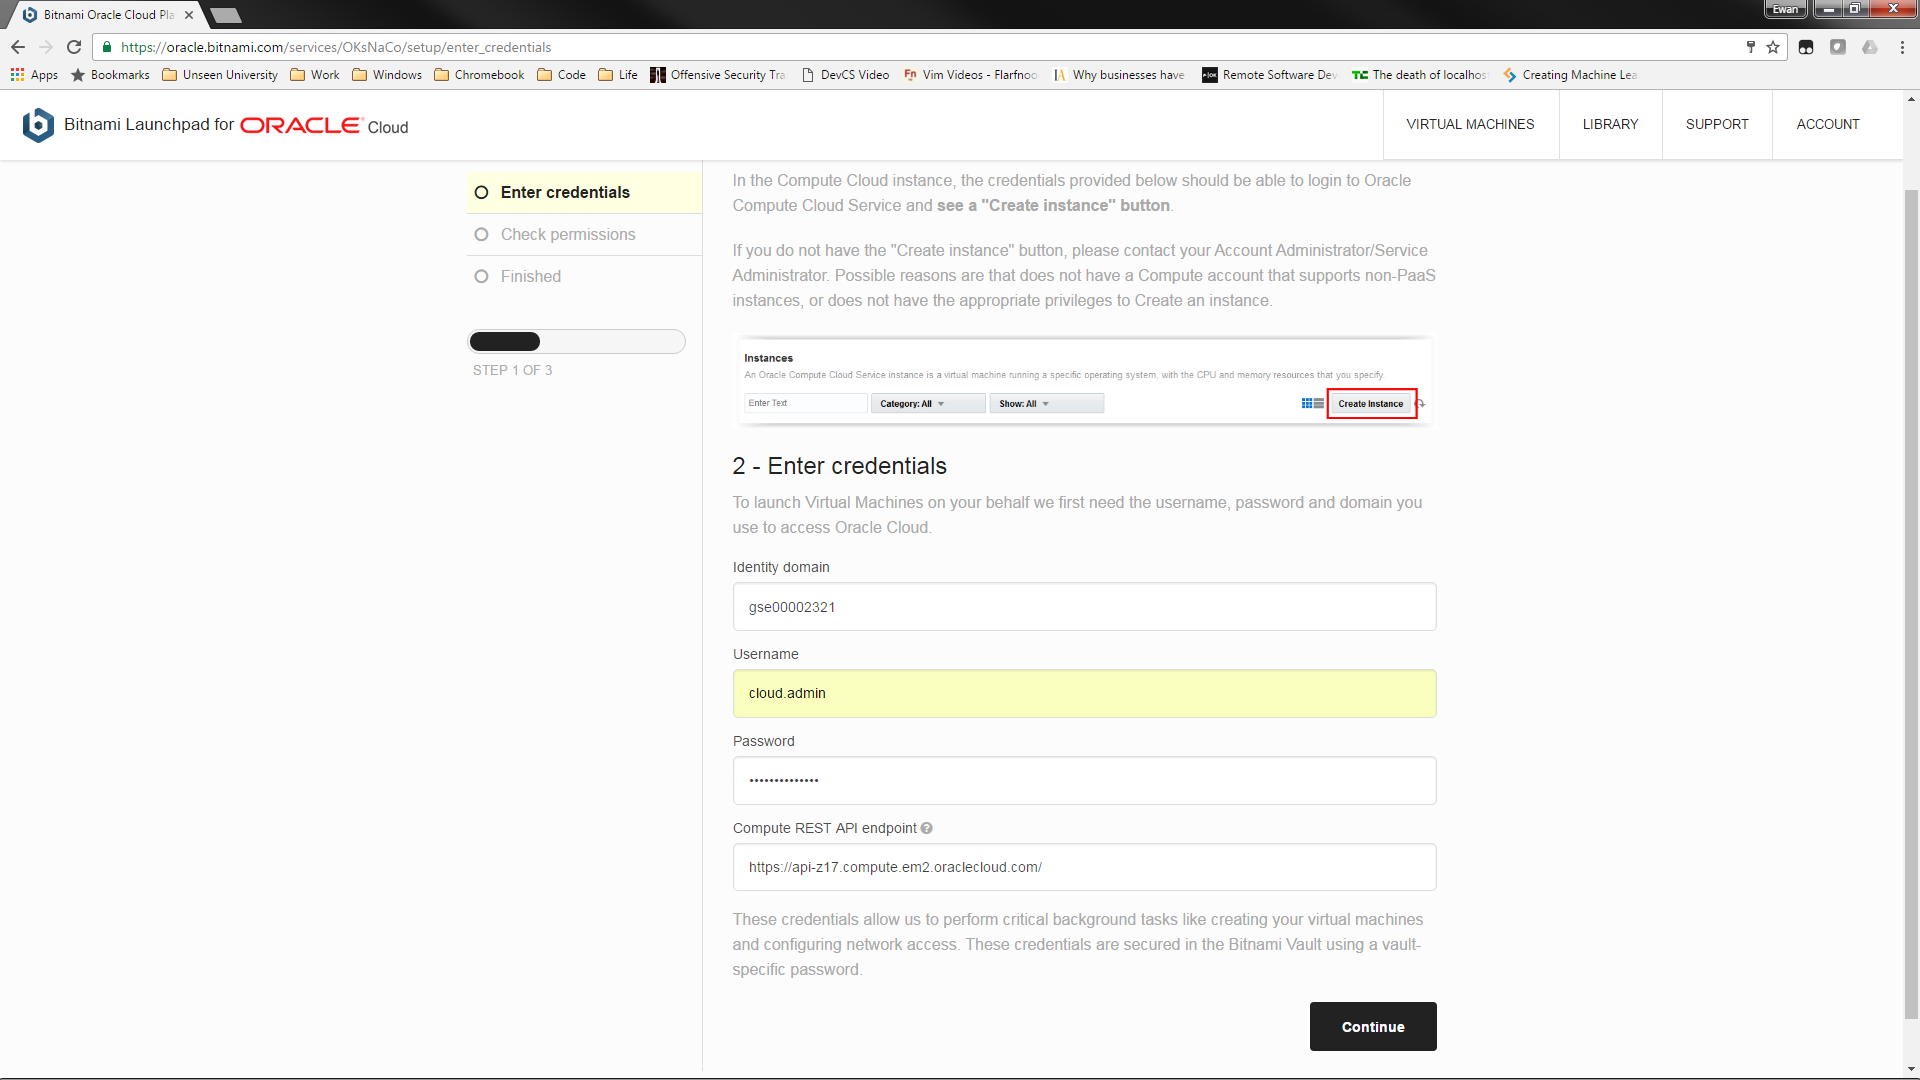 Bitnami Oracle Cloud Pla
Ewan
https://oracle.bitnami.com/services/OKsNaCo/setup/enter_credentials
Apps Bookmarks Unseen University Work Windows Chromebook Code Life Offensive Security Tra DevCS Video Fn Vim Videos - Flarfnoo IA Why businesses have Remote Software Dev TC The death of localhos Creating Machine Lea
Bitnami Launchpad for ORACLE Cloud
VIRTUAL MACHINES LIBRARY SUPPORT ACCOUNT
Enter credentials
Check permissions
Finished
STEP 1 OF 3
In the Compute Cloud instance, the credentials provided below should be able to login to Oracle
Compute Cloud Service and see a "Create instance" button.
If you do not have the "Create instance" button, please contact your Account Administrator/Service
Administrator. Possible reasons are that does not have a Compute account that supports non-PaaS
instances, or does not have the appropriate privileges to Create an instance.
Instances
An Oracle Compute Cloud Service instance is a virtual machine running a specific operating system, with the CPU and memory resources that you specify.
Enter Text Category: All Show: All Create Instance
2 - Enter credentials
To launch Virtual Machines on your behalf we first need the username, password and domain you
use to access Oracle Cloud.
Identity domain
gse00002321
Username
cloud.admin
Password
••••••••••••••
Compute REST API endpoint ?
https://api-z17.compute.em2.oraclecloud.com/
These credentials allow us to perform critical background tasks like creating your virtual machines
and configuring network access. These credentials are secured in the Bitnami Vault using a vault-
specific password.
Continue